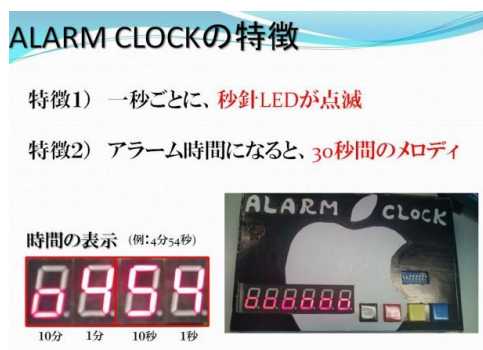 ALARM CLOCKの特徴
特徴1) 一秒ごとに、秒針LEDが点滅
特徴2) アラーム時間になると、30秒間のメロディ
時間の表示 (例:4分54秒)
0454
10分 1分 10秒 1秒
ALARM CLOCK